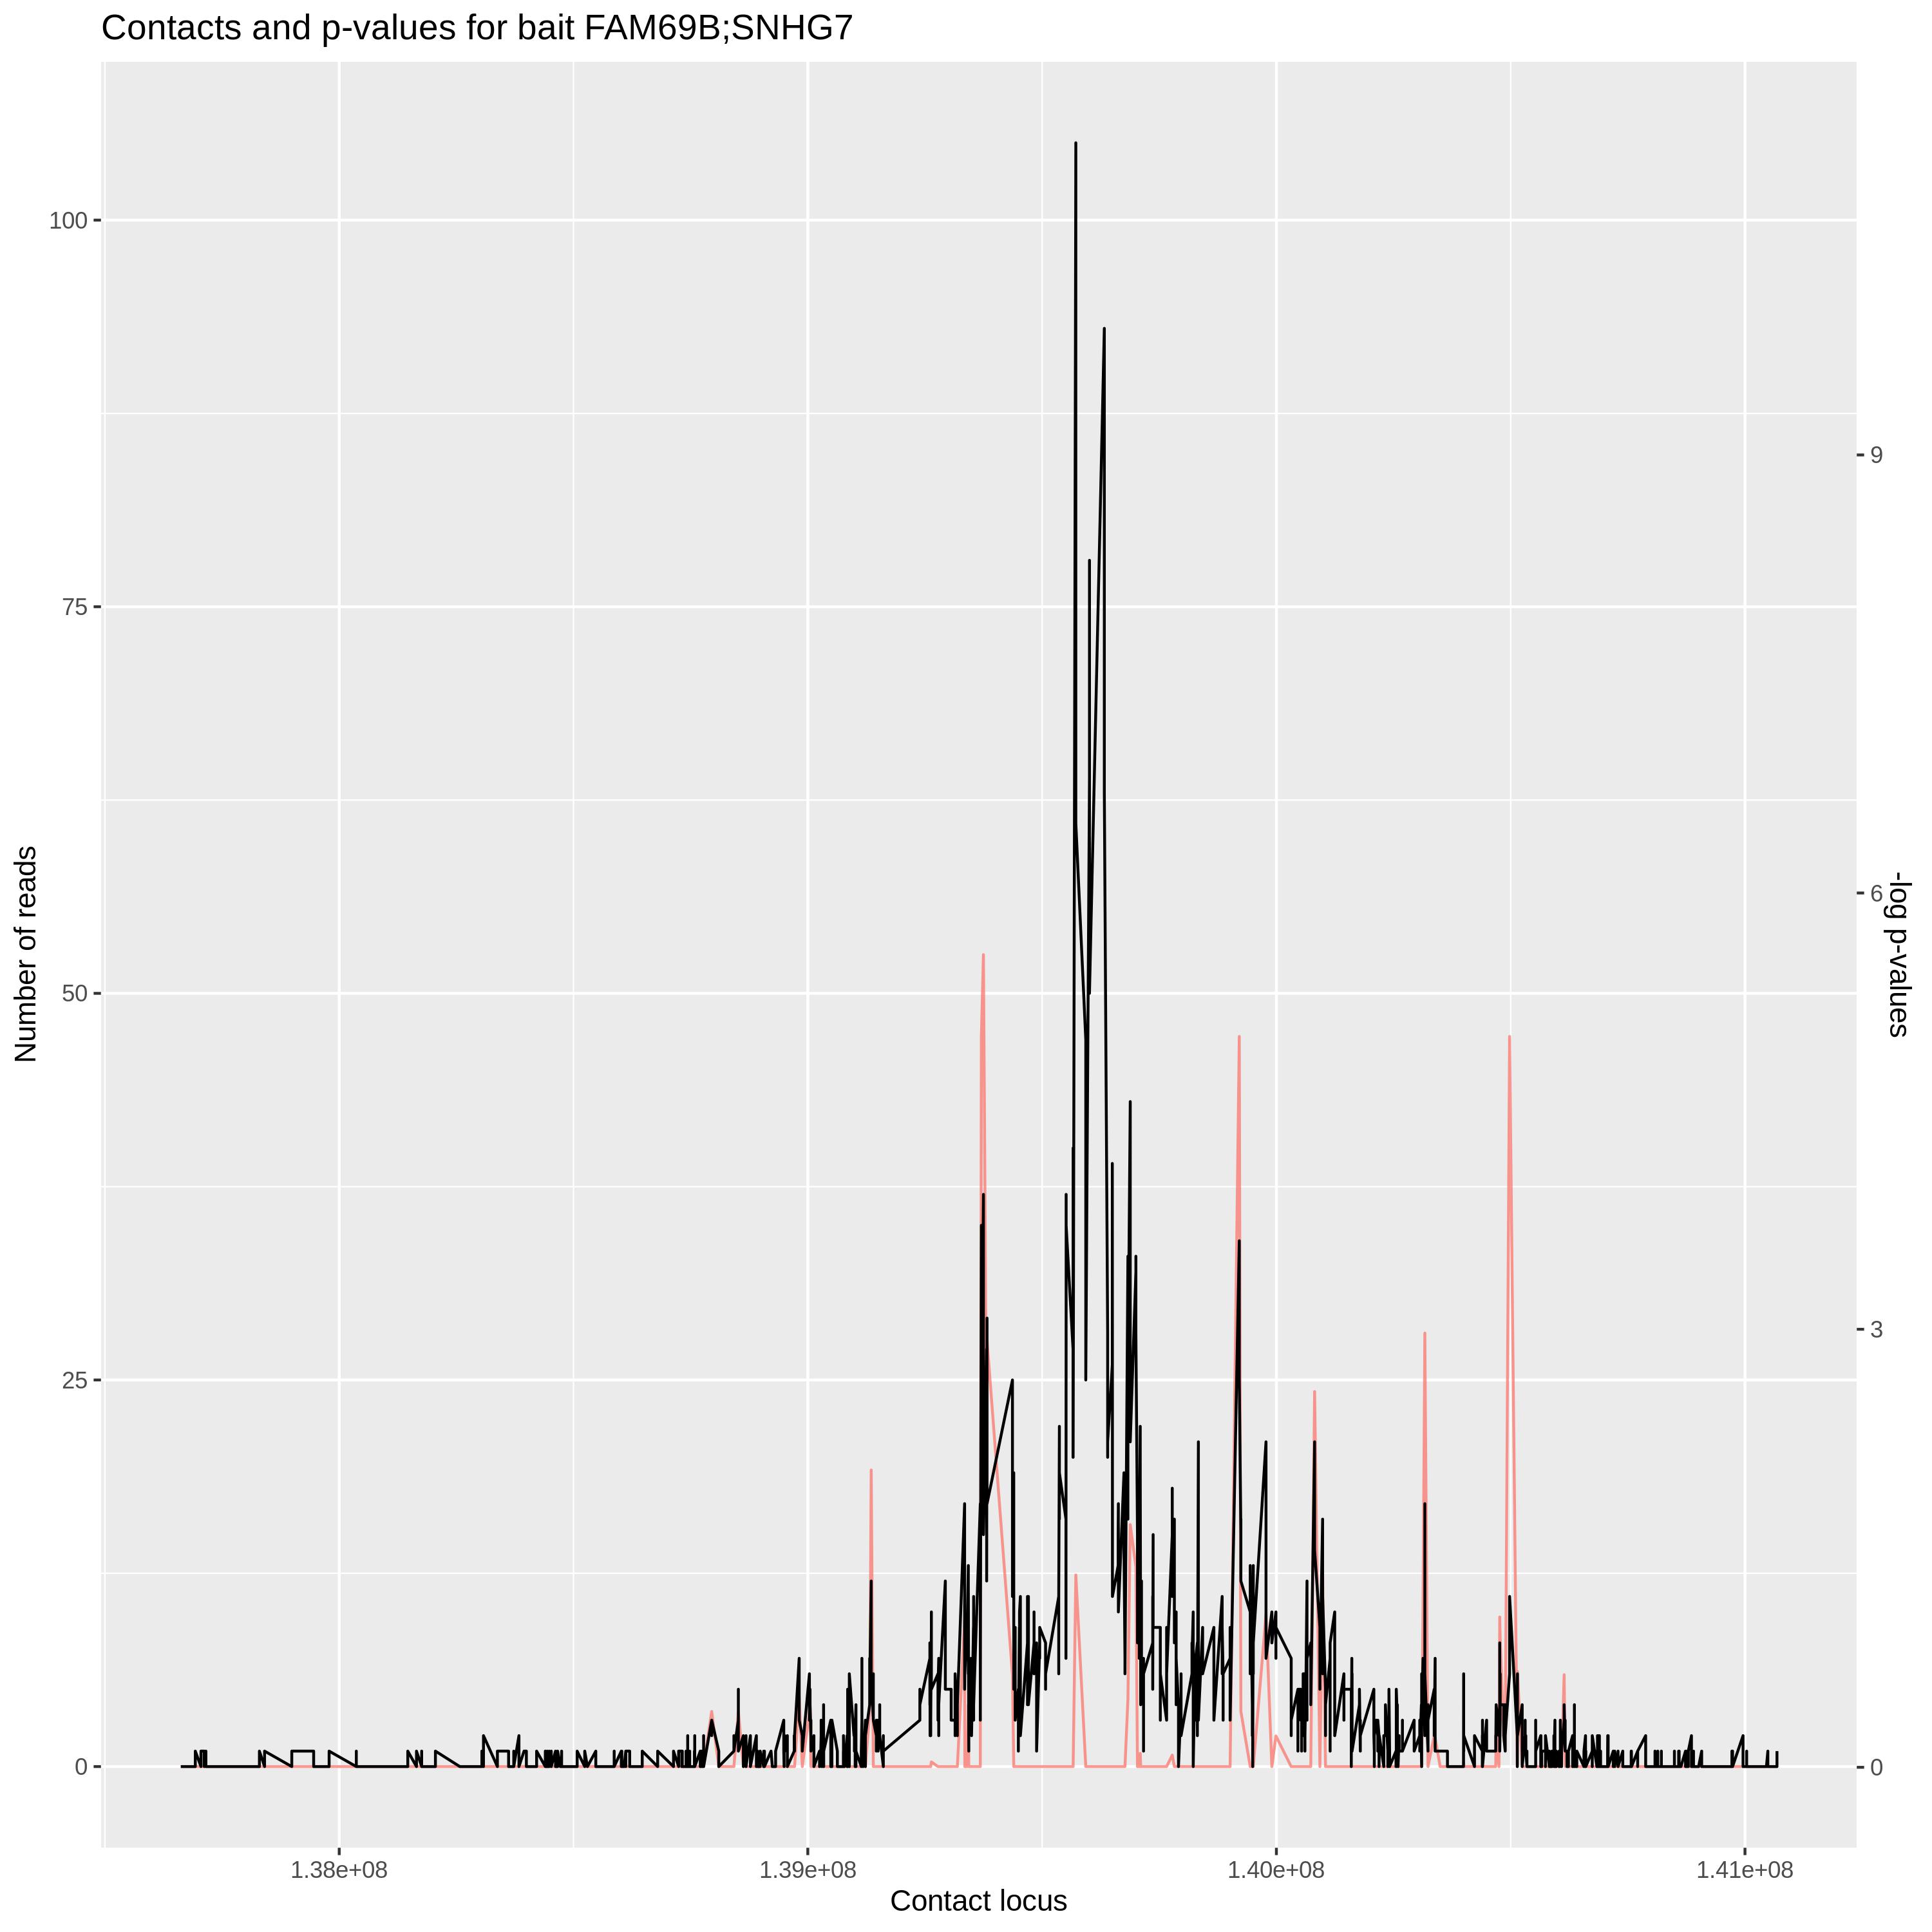 Contacts and p-values for bait FAM69B;SNHG7
100
75
50
25
0
Number of reads
9
6
3
0
-log p-values
1.38e+08
1.39e+08
1.40e+08
1.41e+08
Contact locus